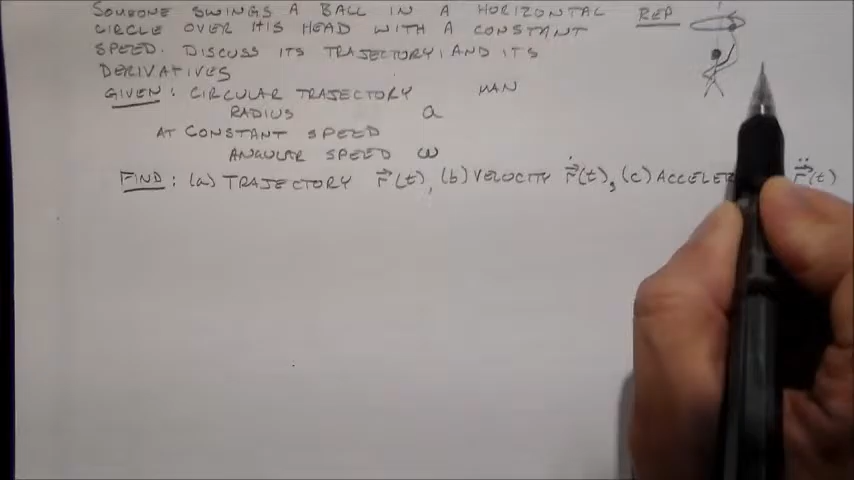 SOMEONE SWINGS A BALL IN A HORIZONTAL
CIRCLE OVER HIS HEAD WITH A CONSTANT
SPEED. DISCUSS ITS TRAJECTORY, AND ITS
DERIVATIVES
REP
GIVEN: CIRCULAR TRAJECTORY MAN
RADIUS a
AT CONSTANT SPEED
ANGULAR SPEED ω
FIND: (a) TRAJECTORY r⃗(t), (b) VELOCITY ṙ⃗(t), (c) ACCELER r̈⃗(t)